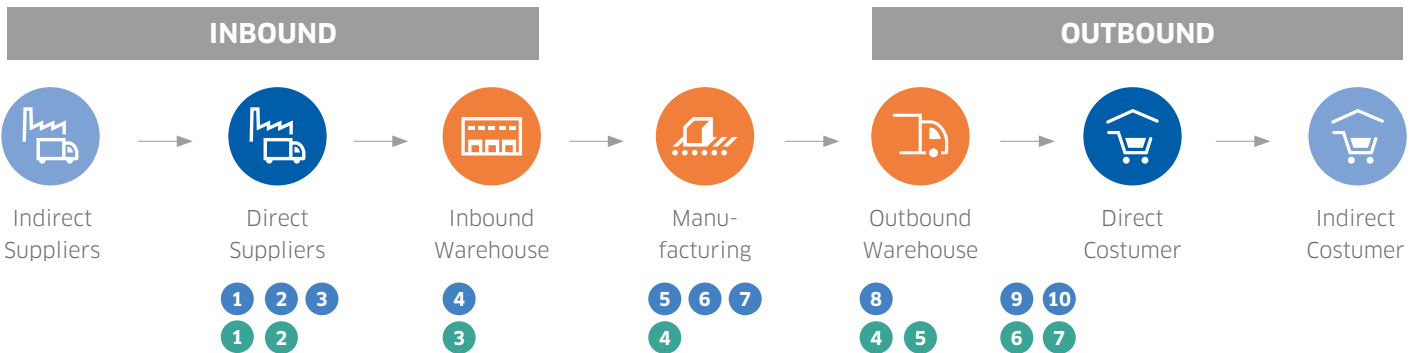 INBOUND OUTBOUND
Indirect Suppliers
Direct Suppliers
Inbound Warehouse
Manu-
facturing
Outbound Warehouse
Direct Costumer
Indirect Costumer
1 2 3 4 5 6 7 8 9 10
1 2 3 4 4 5 6 7